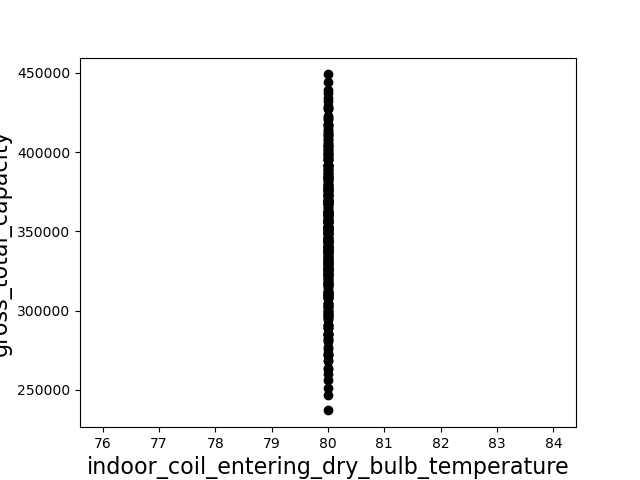 450000
400000
350000
300000
250000
gross_total_capacity
76 77 78 79 80 81 82 83 84
indoor_coil_entering_dry_bulb_temperature